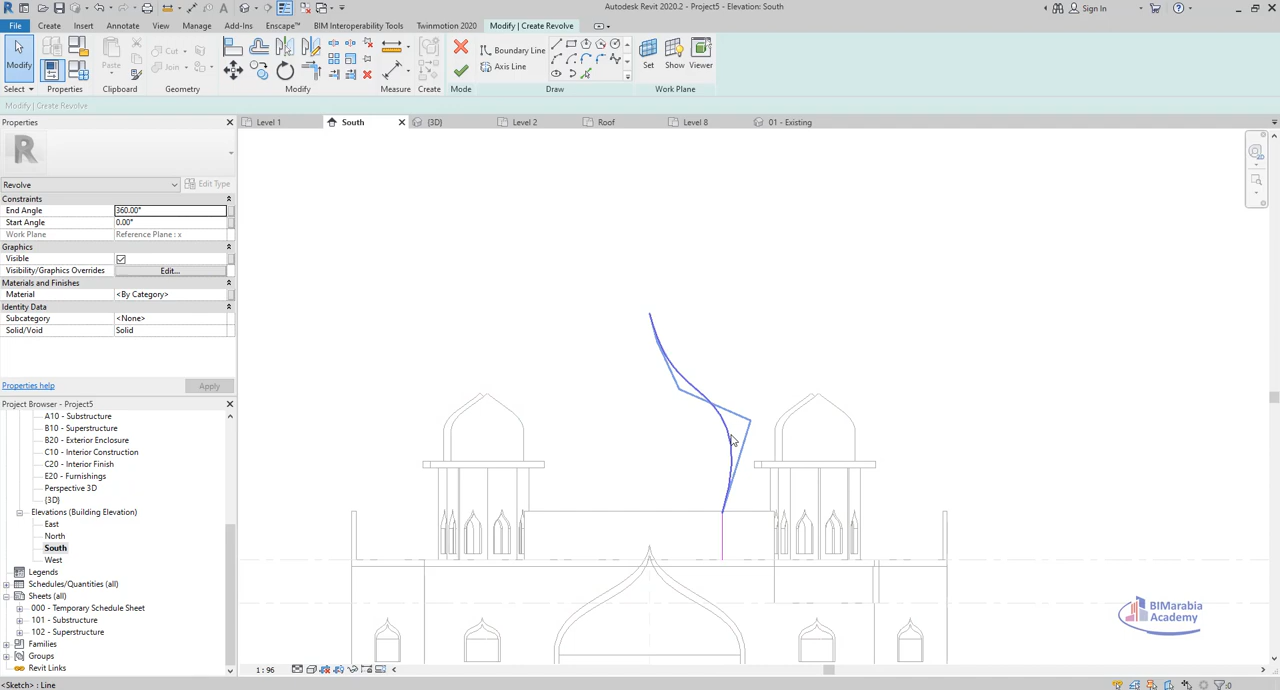 Autodesk Revit 2020.2 - Project5 - Elevation: South
Sign In
File
Create
Insert
Annotate
View
Manage
Add-Ins
Enscape™
BIM Interoperability Tools
Twinmotion 2020
Modify | Create Revolve
Modify
Paste
Cut
Join
Boundary Line
Axis Line
Set
Show
Viewer
Select
Properties
Clipboard
Geometry
Modify
Measure
Create
Mode
Draw
Work Plane
Modify | Create Revolve
Properties
Level 1
South
{3D}
Level 2
Roof
Level 8
01 - Existing
Revolve
Edit Type
Constraints
End Angle
360.00°
Start Angle
0.00°
Work Plane
Reference Plane : x
Graphics
Visible
Visibility/Graphics Overrides
Edit...
Materials and Finishes
Material
<By Category>
Identity Data
Subcategory
<None>
Solid/Void
Solid
Properties help
Apply
Project Browser - Project5
A10 - Substructure
B10 - Superstructure
B20 - Exterior Enclosure
C10 - Interior Construction
C20 - Interior Finish
E20 - Furnishings
Perspective 3D
{3D}
Elevations (Building Elevation)
East
North
South
West
Legends
Schedules/Quantities (all)
Sheets (all)
000 - Temporary Schedule Sheet
101 - Substructure
102 - Superstructure
Families
Groups
Revit Links
BIMarabia
Academy
1 : 96
<Sketch> : Line
:0